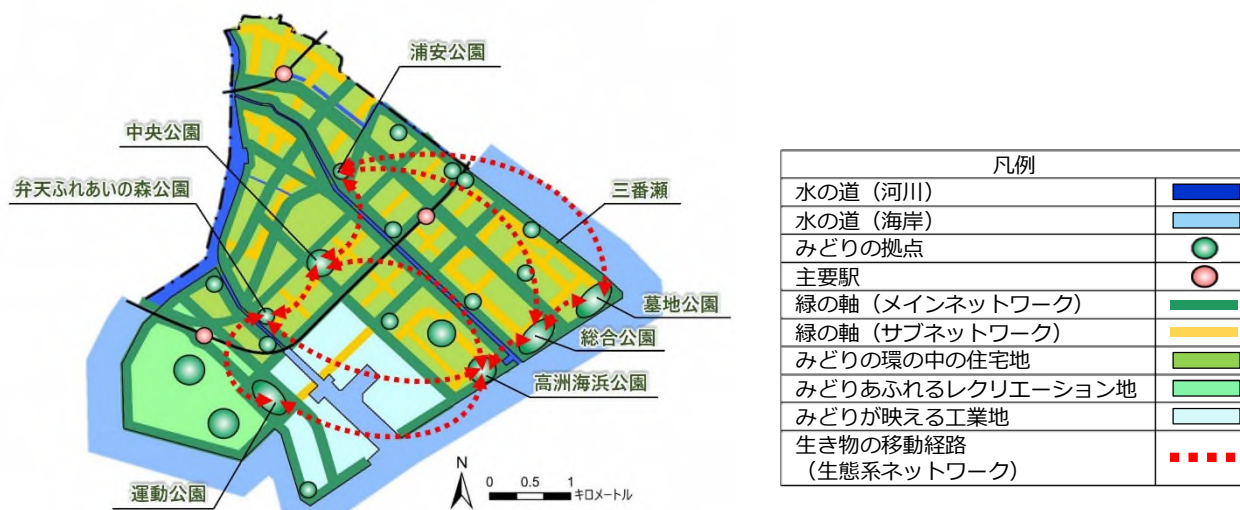 浦安公園
中央公園
弁天ふれあいの森公園
三番瀬
墓地公園
総合公園
高洲海浜公園
運動公園
N
0 0.5 1
キロメートル
凡例
水の道（河川）
水の道（海岸）
みどりの拠点
主要駅
緑の軸（メインネットワーク）
緑の軸（サブネットワーク）
みどりの環の中の住宅地
みどりあふれるレクリエーション地
みどりが映える工業地
生き物の移動経路
（生態系ネットワーク）